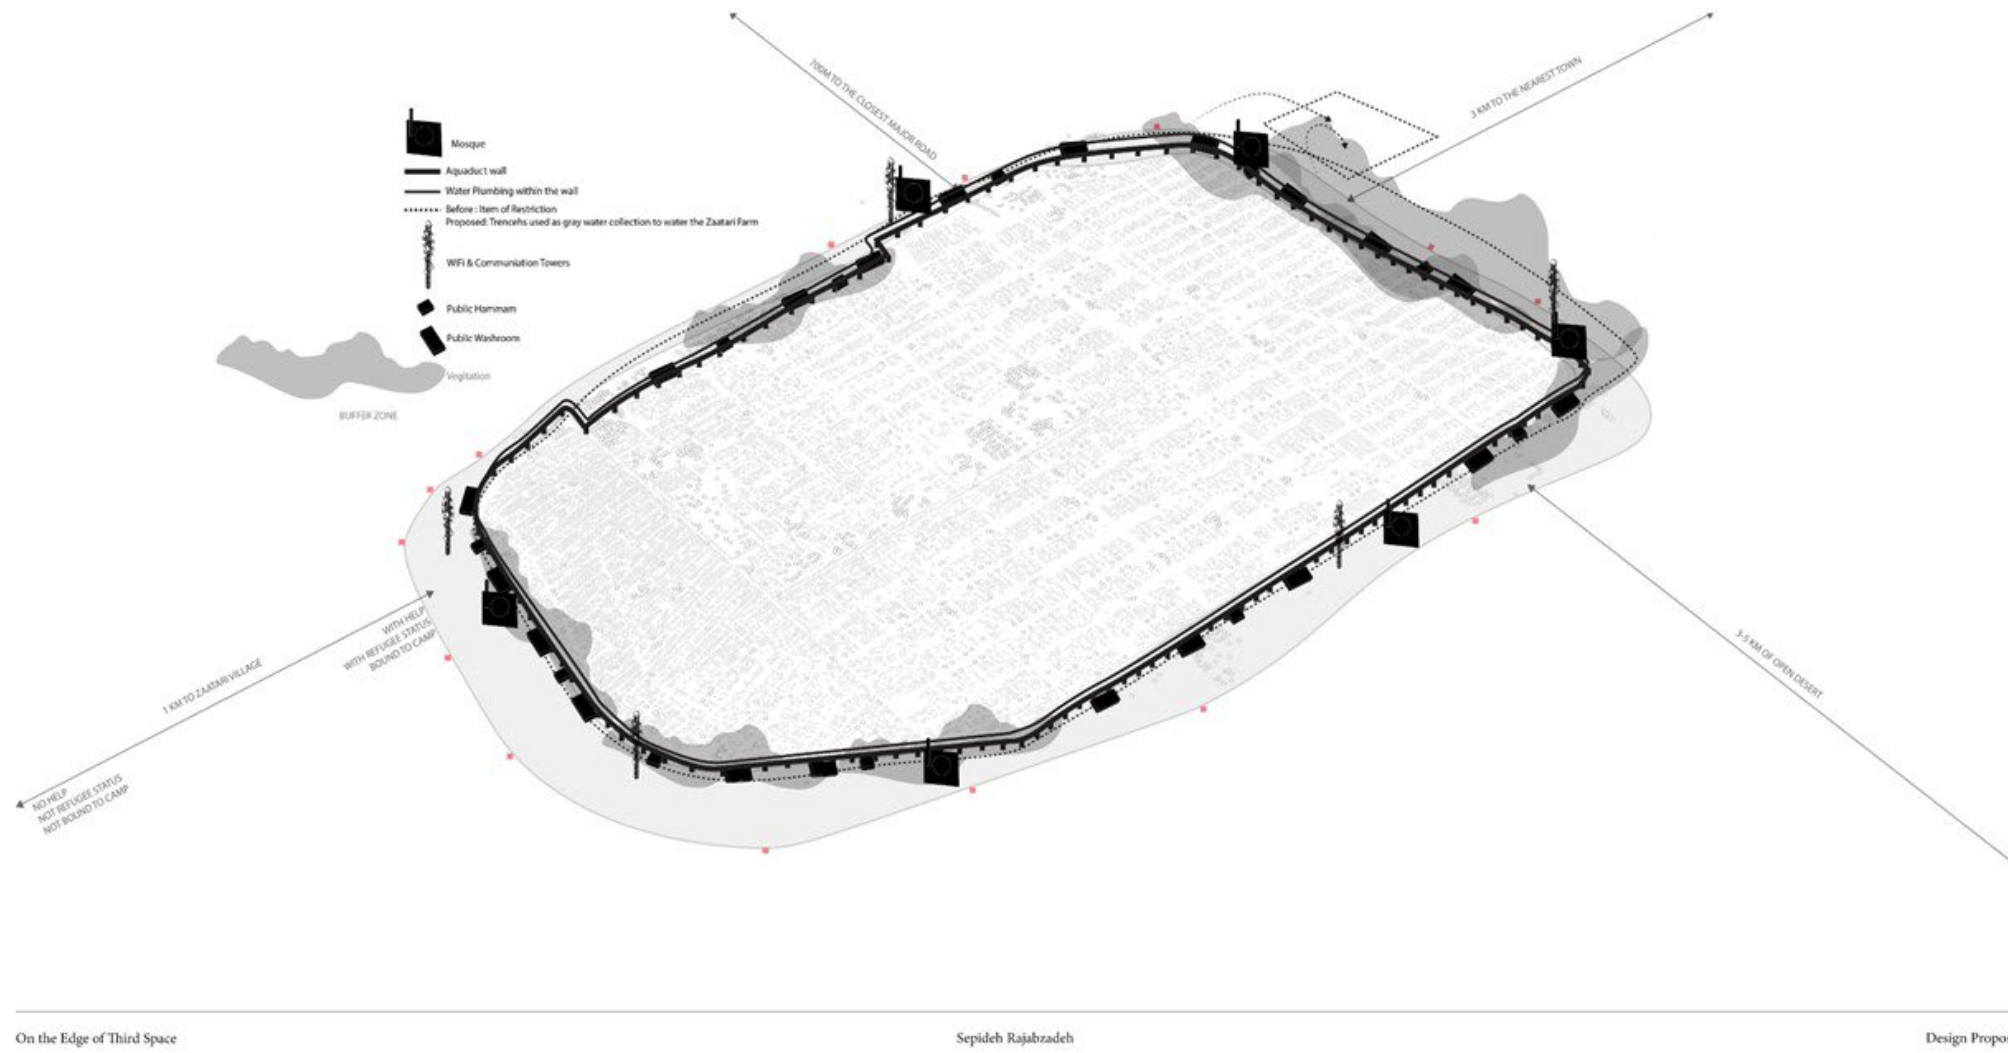 700M TO THE CLOSEST MAJOR ROAD
3 KM TO THE NEAREST TOWN
Mosque
Aquaduct wall
Water Plumbing within the wall
Before : Item of Restriction
Proposed: Trencehs used as gray water collection to water the Zaatari Farm
WiFi & Communiation Towers
Public Hammam
Public Washroom
Vegitation
BUFFER ZONE
WITH HELP
WITH REFUGEE STATUS
BOUND TO CAMP
1 KM TO ZAATARI VILLAGE
NO HELP
NOT REFUGEE STATUS
NOT BOUND TO CAMP
3-5 KM OF OPEN DESERT
On the Edge of Third Space
Sepideh Rajabzadeh
Design Propo